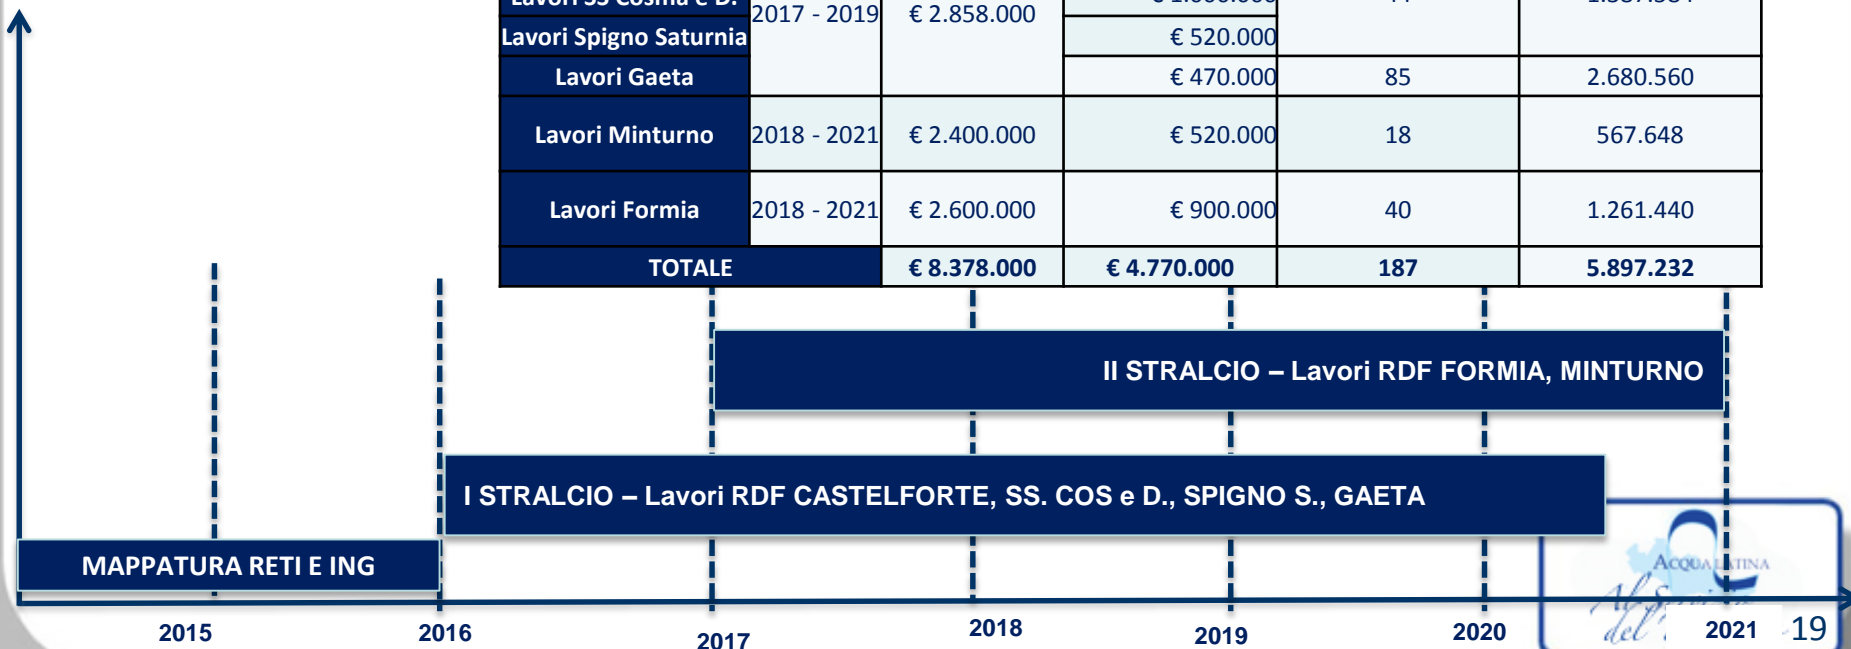 2017 - 2019 € 2.858.000
Lavori Spigno Saturnia € 520.000
Lavori Gaeta € 470.000 85 2.680.560
Lavori Minturno 2018 - 2021 € 2.400.000 € 520.000 18 567.648
Lavori Formia 2018 - 2021 € 2.600.000 € 900.000 40 1.261.440
TOTALE € 8.378.000 € 4.770.000 187 5.897.232
II STRALCIO – Lavori RDF FORMIA, MINTURNO
I STRALCIO – Lavori RDF CASTELFORTE, SS. COS e D., SPIGNO S., GAETA
MAPPATURA RETI E ING
ACQUALATINA
Al
del
2015 2016 2017 2018 2019 2020 2021 19